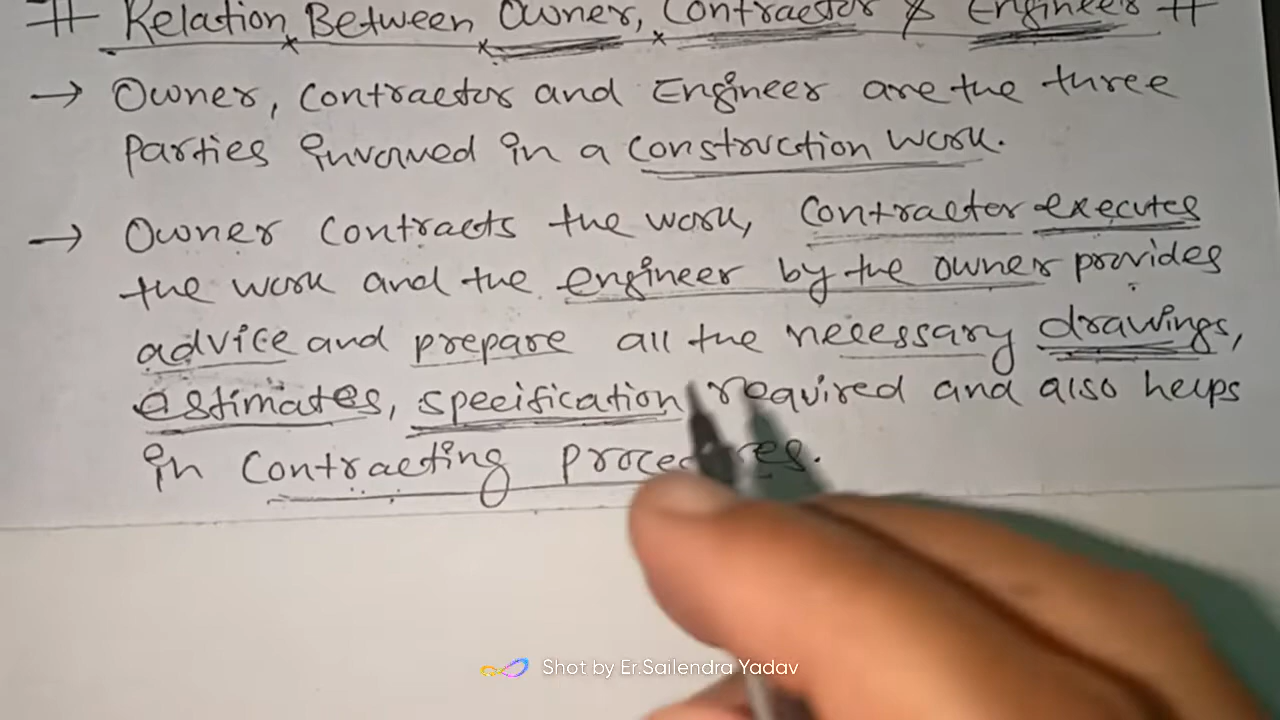 # Relation Between Owner, Contractor & Engineer #
→ Owner, Contractor and Engineer are the three
Parties involved in a Construction Work.
→ Owner Contracts the work, Contractor executes
the work and the engineer by the owner provides
advice and prepare all the necessary drawings,
estimates, specification required and also helps
in Contracting
Shot by Er.Sailendra Yadav